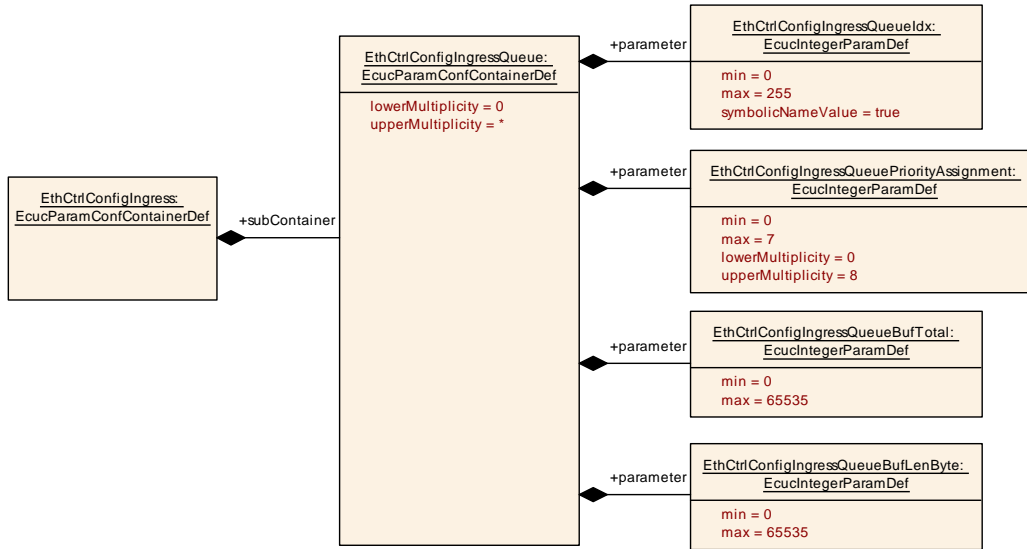 EthCtrlConfigIngress:
EcucParamConfContainerDef
+subContainer
EthCtrlConfigIngressQueue:
EcucParamConfContainerDef
lowerMultiplicity = 0
upperMultiplicity = *
+parameter
EthCtrlConfigIngressQueueIdx:
EcucIntegerParamDef
min = 0
max = 255
symbolicNameValue = true
+parameter
EthCtrlConfigIngressQueuePriorityAssignment:
EcucIntegerParamDef
min = 0
max = 7
lowerMultiplicity = 0
upperMultiplicity = 8
+parameter
EthCtrlConfigIngressQueueBufTotal:
EcucIntegerParamDef
min = 0
max = 65535
+parameter
EthCtrlConfigIngressQueueBufLenByte:
EcucIntegerParamDef
min = 0
max = 65535